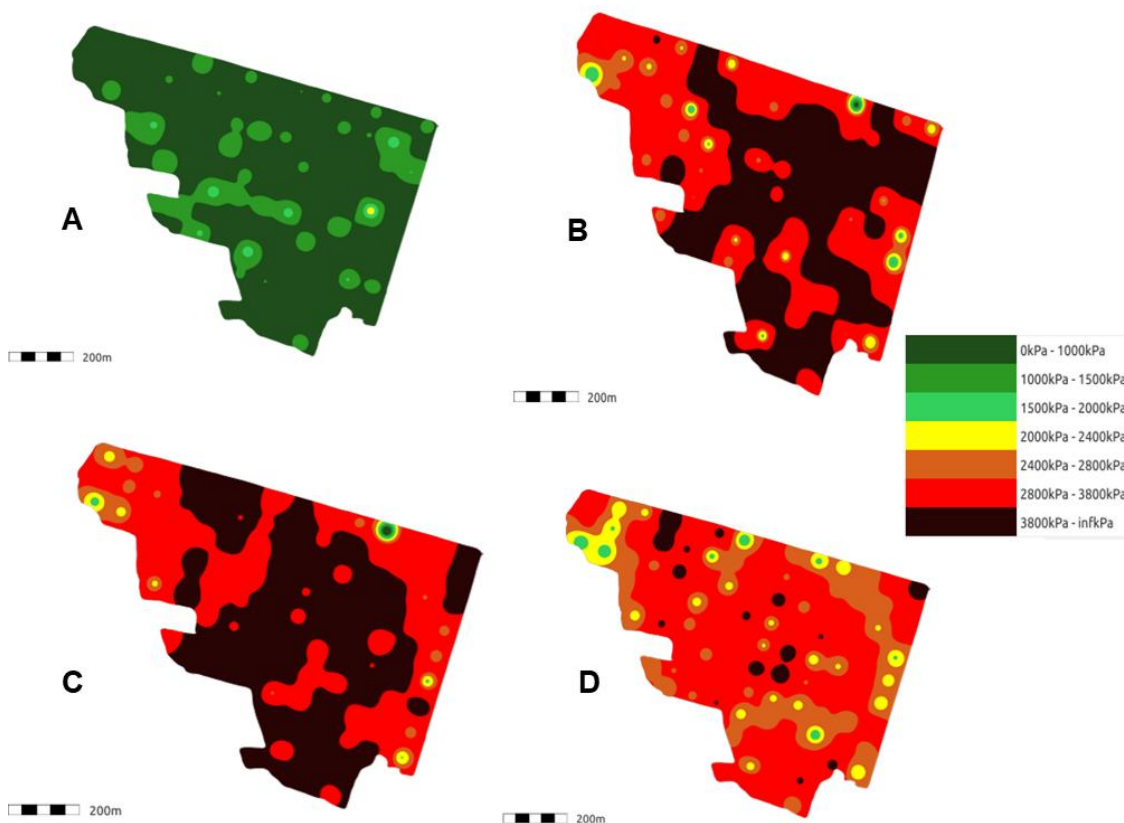 A
B
200m
200m
0kPa - 1000kPa
1000kPa - 1500kPa
1500kPa - 2000kPa
2000kPa - 2400kPa
2400kPa - 2800kPa
2800kPa - 3800kPa
3800kPa - infkPa
C
D
200m
200m